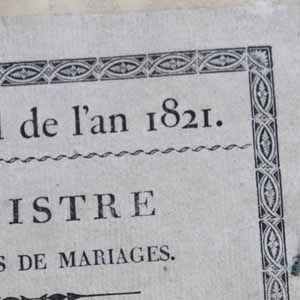 de l'an 1821.
ISTRE
DE MARIAGES.